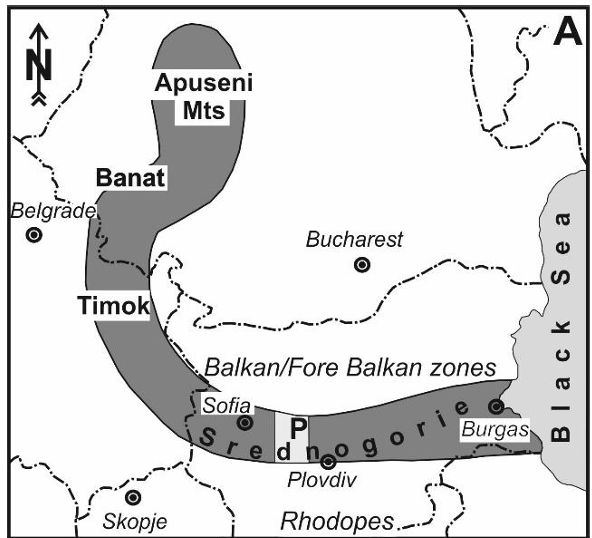 A
N
Apuseni
Mts
Banat
Belgrade
Bucharest
Timok
Black Sea
Balkan/Fore Balkan zones
Sofia
P
Srednogorie
Burgas
Plovdiv
Skopje
Rhodopes